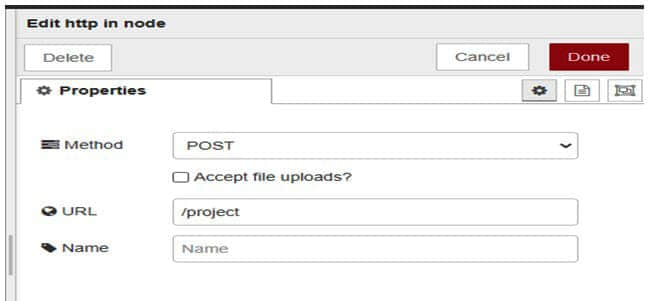 Edit http in node
Delete
Cancel
Done
Properties
Method
POST
Accept file uploads?
URL
/project
Name
Name